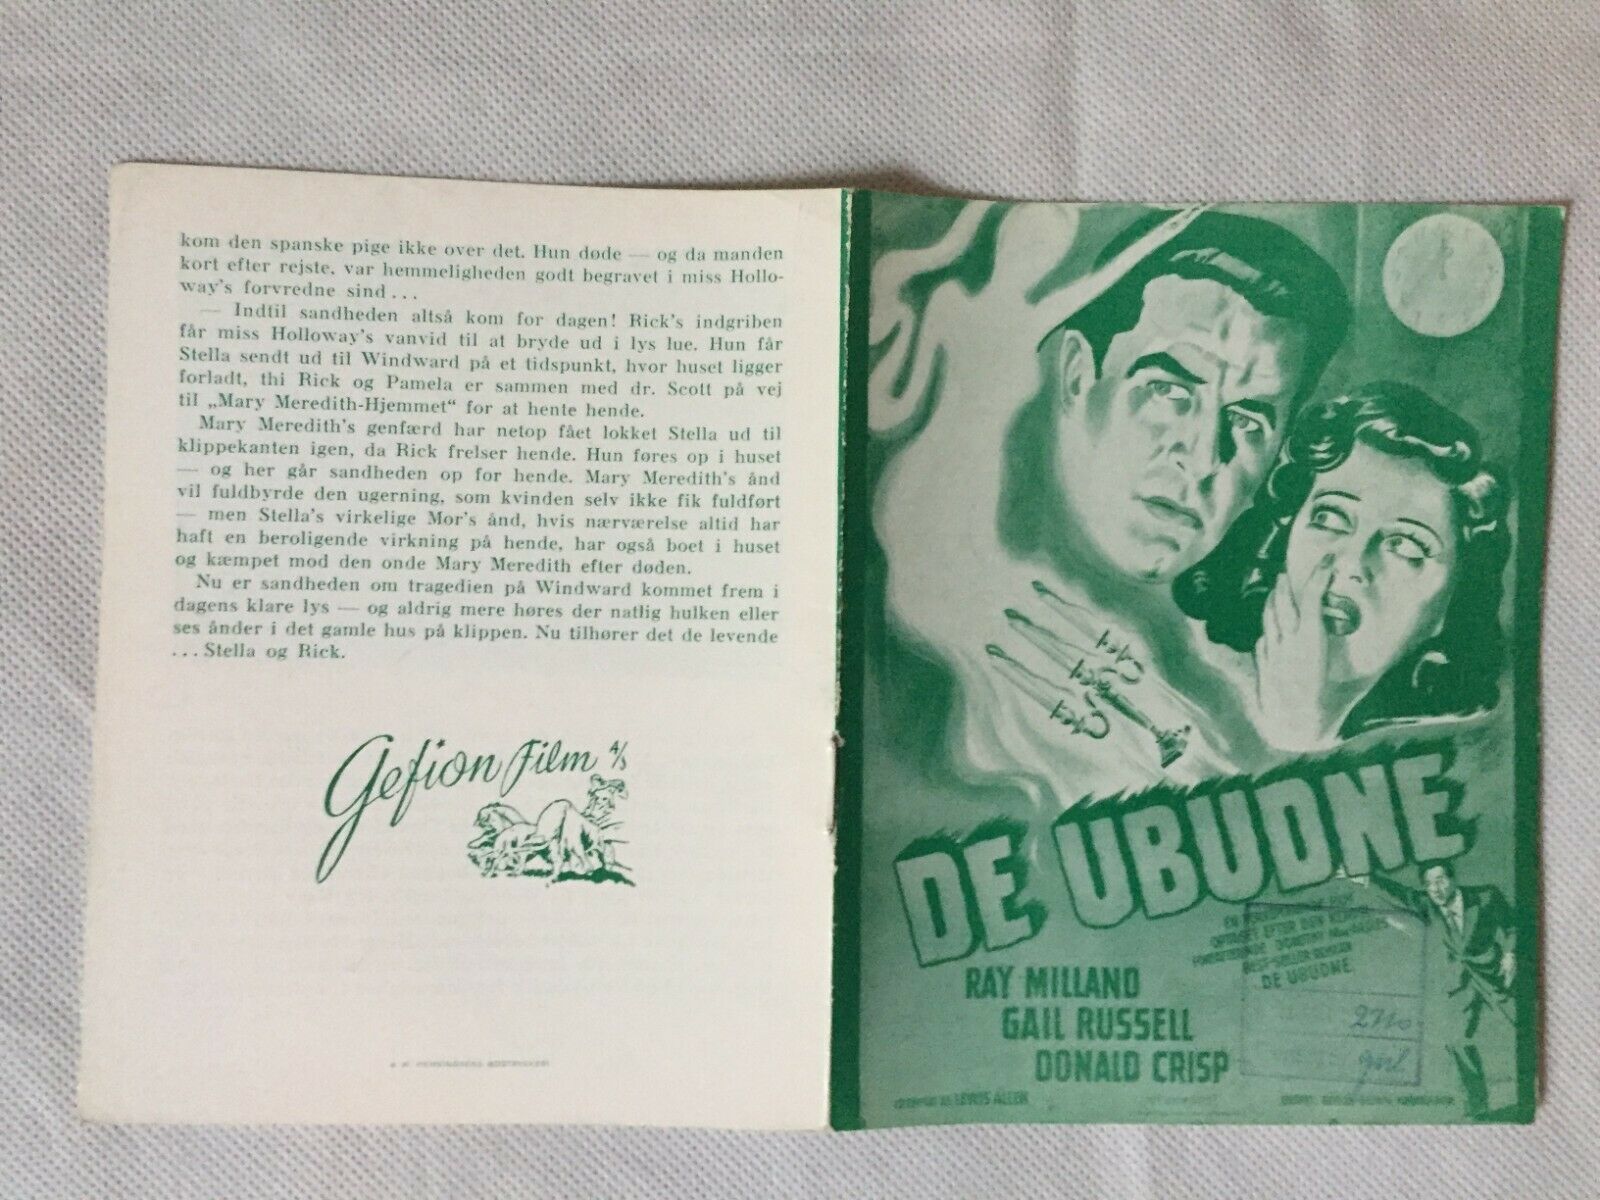 kom den spanske pige ikke over det. Hun døde — og da manden
kort efter rejste, var hemmeligheden godt begravet i miss Hollo-
way's forvredne sind...
— Indtil sandheden altså kom for dagen! Rick's indgriben
får miss Holloway's vanvid til at bryde ud i lys lue. Hun får
Stella sendt ud til Windward på et tidspunkt, hvor huset ligger
forladt, thi Rick og Pamela er sammen med dr. Scott på vej
til „Mary Meredith-Hjemmet“ for at hente hende.
Mary Meredith's genfærd har netop fået lokket Stella ud til
klippekanten igen, da Rick frelser hende. Hun føres op i huset
— og her går sandheden op for hende. Mary Meredith's ånd
vil fuldbyrde den ugerning, som kvinden selv ikke fik fuldført
— men Stella's virkelige Mor's ånd, hvis nærværelse altid har
haft en beroligende virkning på hende, har også boet i huset
og kæmpet mod den onde Mary Meredith efter døden.
Nu er sandheden om tragedien på Windward kommet frem i
dagens klare lys — og aldrig mere høres der natlig hulken eller
ses ånder i det gamle hus på klippen. Nu tilhører det de levende
...Stella og Rick.
Gefion Film A/S
DE UBUDNE
EFTER DEN
DOROTHY
BEST-SELLER
DE UBUDNE
RAY MILLAND
GAIL RUSSELL
DONALD CRISP
LEWIS ALLEN